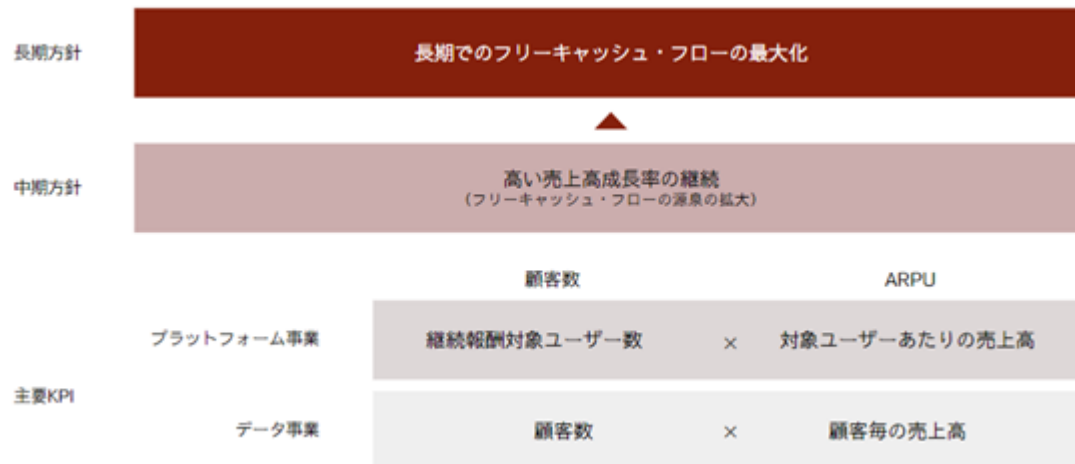 長期方針
長期でのフリーキャッシュ・フローの最大化
中期方針
高い売上高成長率の継続
（フリーキャッシュ・フローの源泉の拡大）
顧客数
ARPU
プラットフォーム事業
継続報酬対象ユーザー数
×
対象ユーザーあたりの売上高
主要KPI
データ事業
顧客数
×
顧客毎の売上高